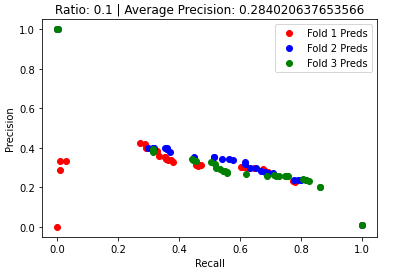 Ratio: 0.1 | Average Precision: 0.284020637653566
Fold 1 Preds
Fold 2 Preds
Fold 3 Preds
Precision
1.0
0.8
0.6
0.4
0.2
0.0
0.0 0.2 0.4 0.6 0.8 1.0
Recall